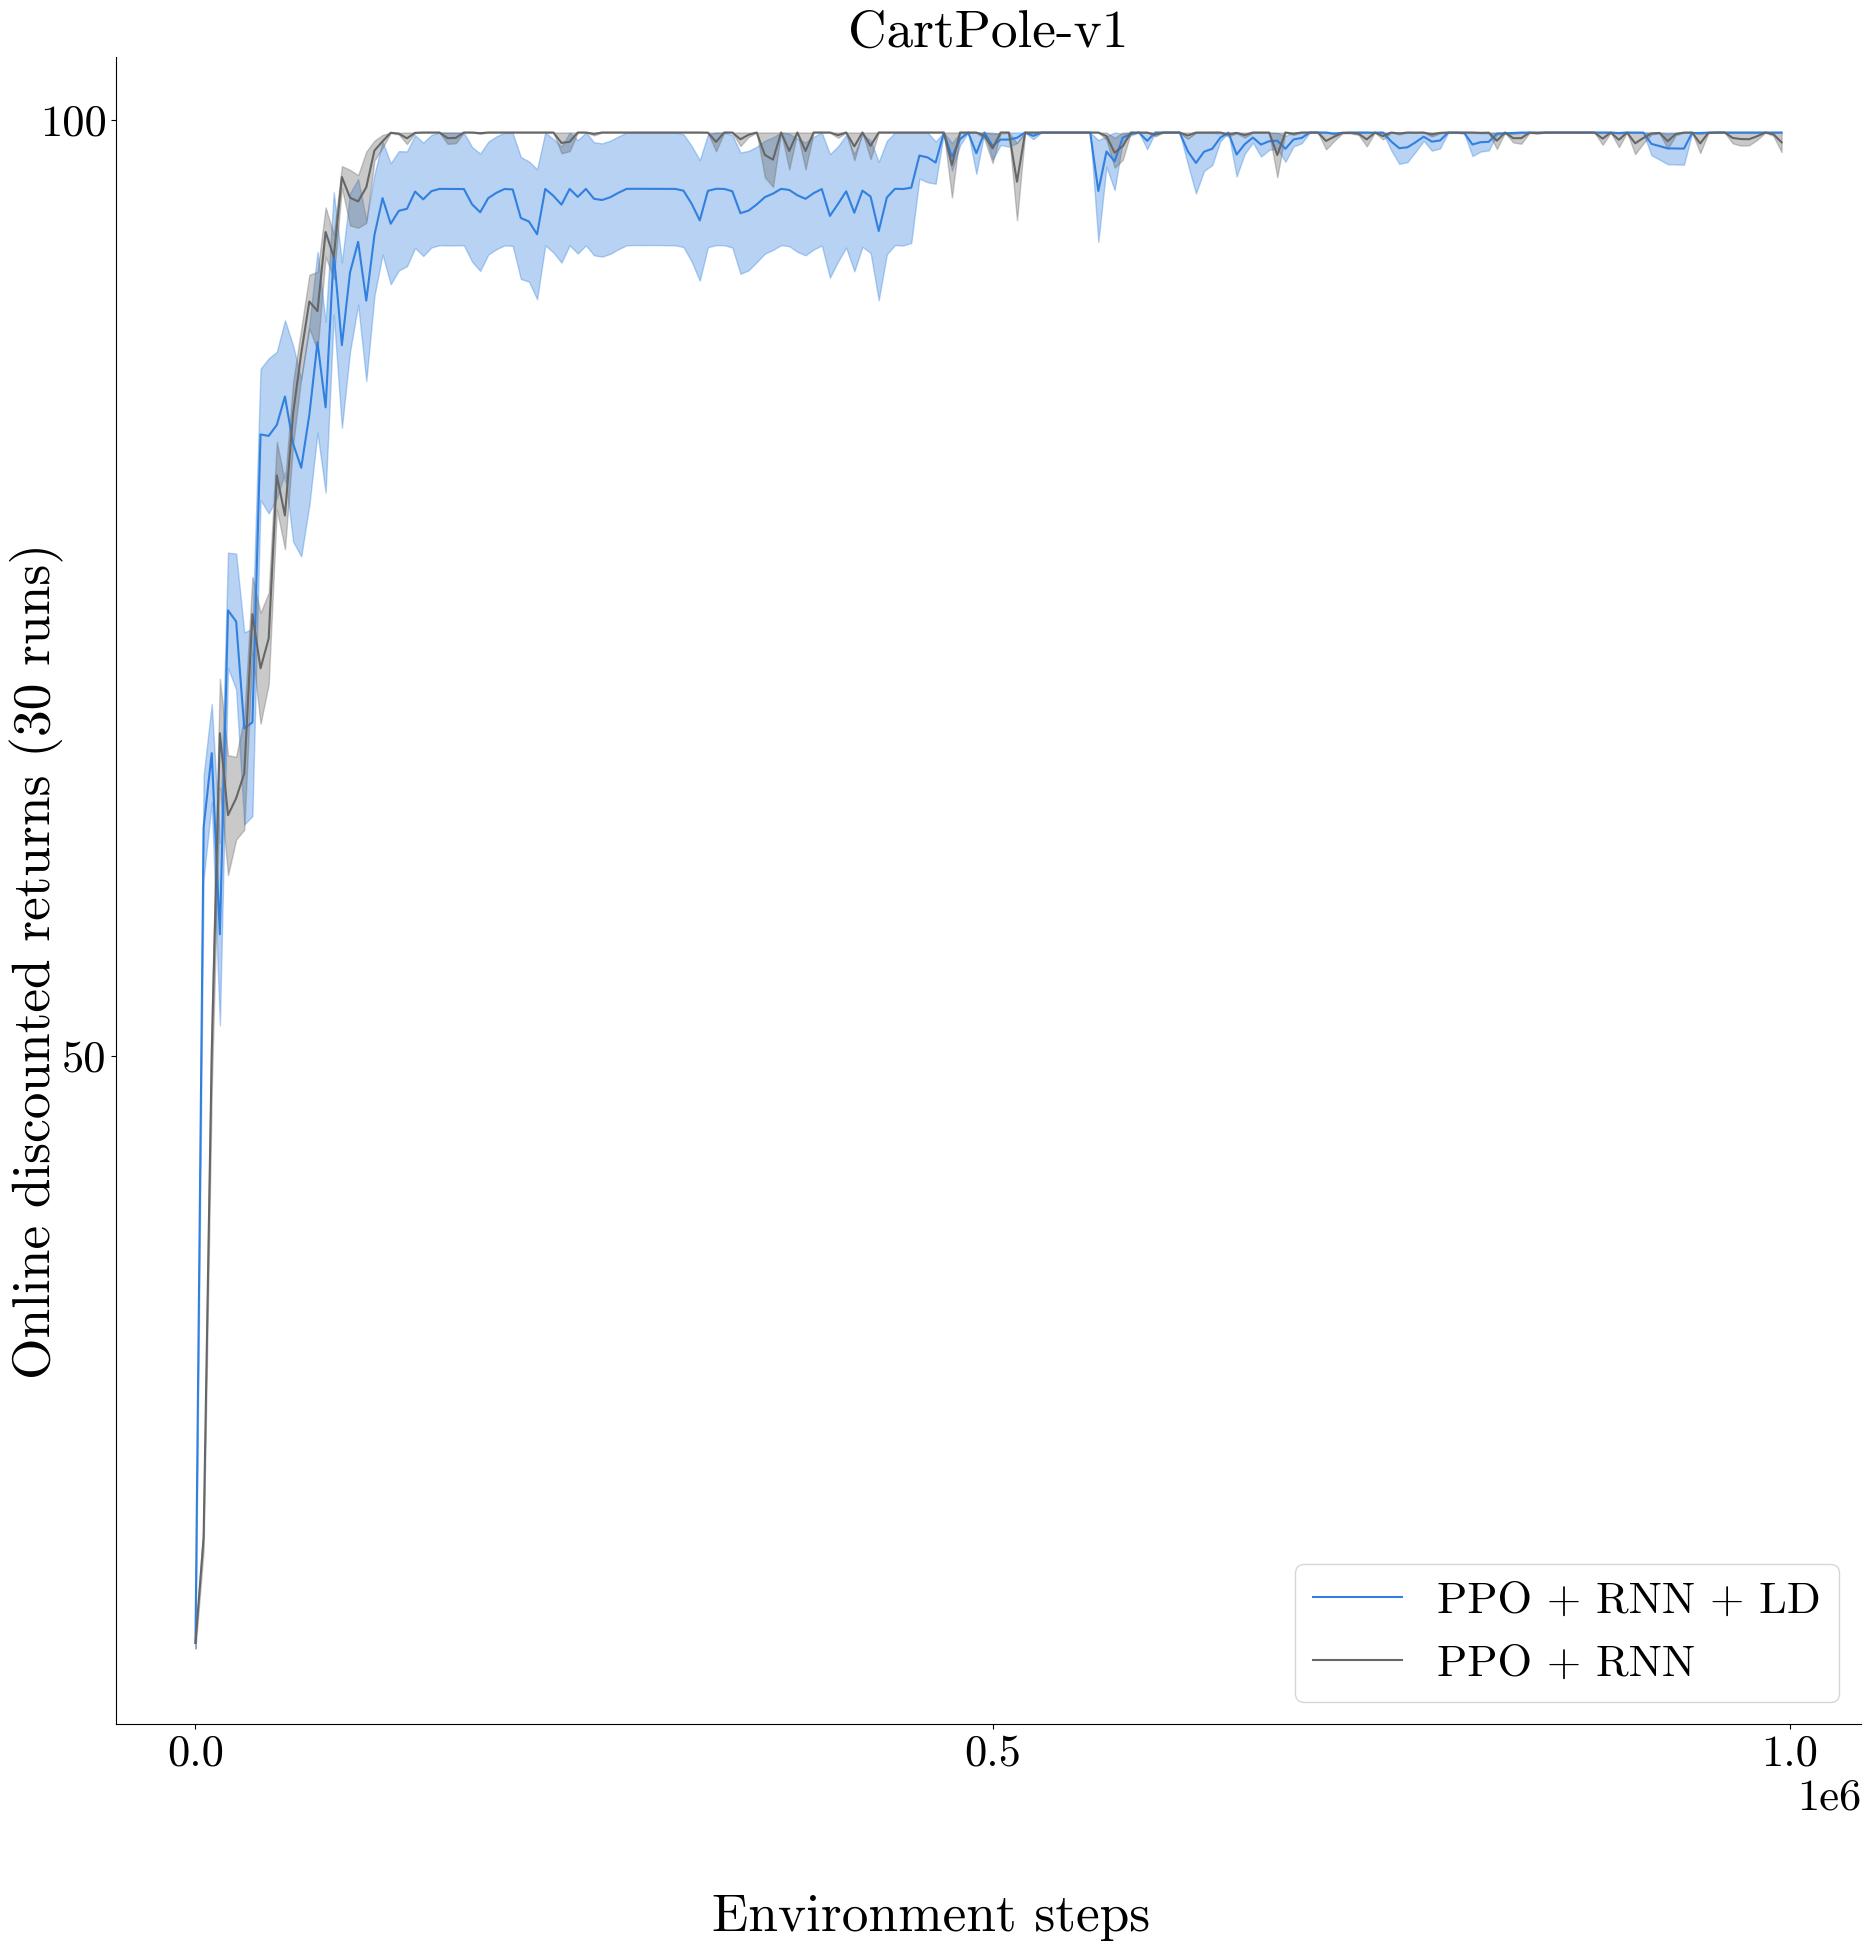 CartPole-v1
100
50
Online discounted returns (30 runs)
PPO + RNN + LD
PPO + RNN
0.0
0.5
1.0
1e6
Environment steps